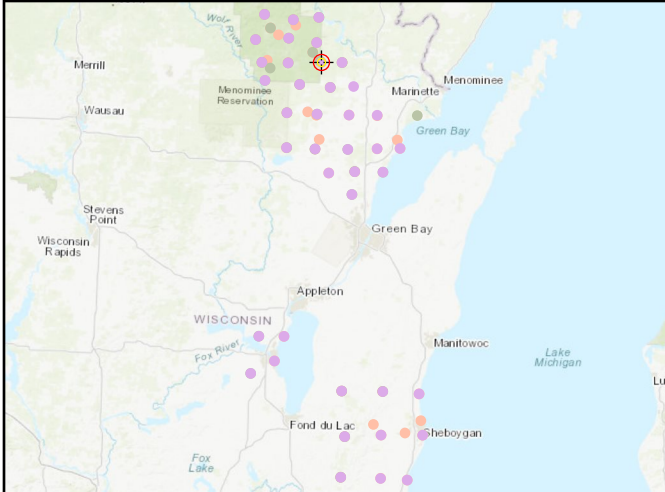 Wolf River
Merrill
Menominee
Menominee
Reservation
Marinette
Wausau
Green Bay
Stevens
Point
Green Bay
Wisconsin
Rapids
Appleton
WISCONSIN
Manitowoc
Fox River
Lake
Michigan
Lu
Fond du Lac
Sheboygan
Fox
Lake